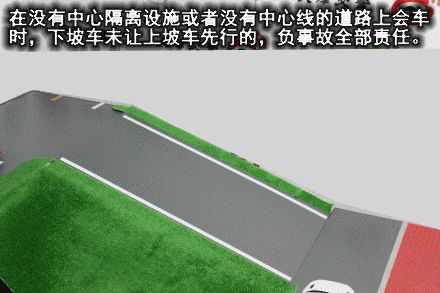 在没有中心隔离设施或者没有中心线的道路上会车
时，下坡车未让上坡车先行的，负事故全部责任。